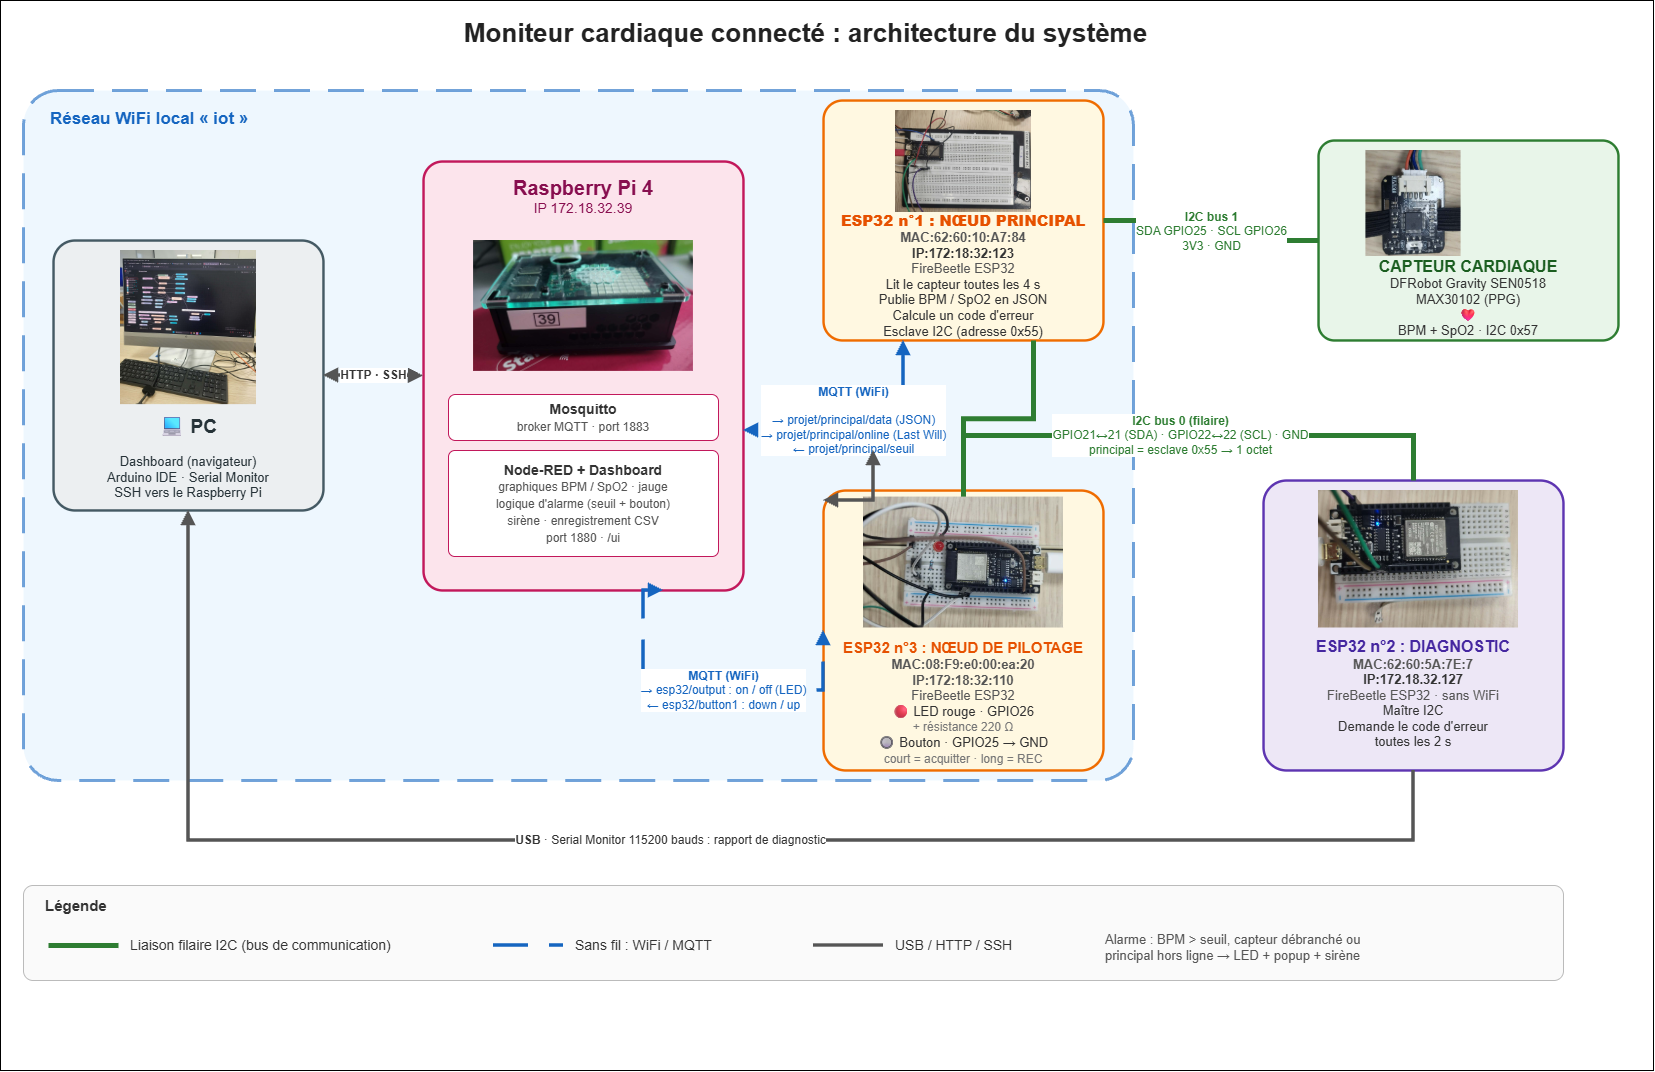 Moniteur cardiaque connecté : architecture du système
Réseau WiFi local « iot »
PC
Dashboard (navigateur)
Arduino IDE · Serial Monitor
SSH vers le Raspberry Pi
HTTP · SSH
Raspberry Pi 4
IP 172.18.32.39
39
Mosquitto
broker MQTT · port 1883
Node-RED + Dashboard
graphiques BPM / SpO2 · jauge
logique d'alarme (seuil + bouton)
sirène · enregistrement CSV
port 1880 · /ui
MQTT (WiFi)
→ projet/principal/data (JSON)
→ projet/principal/online (Last Will)
← projet/principal/seuil
ESP32 n°1 : NŒUD PRINCIPAL
MAC:62:60:10:A7:84
IP:172:18:32:123
FireBeetle ESP32
Lit le capteur toutes les 4 s
Publie BPM / SpO2 en JSON
Calcule un code d'erreur
Esclave I2C (adresse 0x55)
I2C bus 1
SDA GPIO25 · SCL GPIO26
3V3 · GND
CAPTEUR CARDIAQUE
DFRobot Gravity SEN0518
MAX30102 (PPG)
BPM + SpO2 · I2C 0x57
I2C bus 0 (filaire)
GPIO21↔21 (SDA) · GPIO22↔22 (SCL) · GND
principal = esclave 0x55 → 1 octet
MQTT (WiFi)
→ esp32/output : on / off (LED)
← esp32/button1 : down / up
ESP32 n°3 : NŒUD DE PILOTAGE
MAC:08:F9:e0:00:ea:20
IP:172:18:32:110
FireBeetle ESP32
LED rouge · GPIO26
+ résistance 220 Ω
Bouton · GPIO25 → GND
court = acquitter · long = REC
ESP32 n°2 : DIAGNOSTIC
MAC:62:60:5A:7E:7
IP:172.18.32.127
FireBeetle ESP32 · sans WiFi
Maître I2C
Demande le code d'erreur
toutes les 2 s
USB · Serial Monitor 115200 bauds : rapport de diagnostic
Légende
Liaison filaire I2C (bus de communication)
Sans fil : WiFi / MQTT
USB / HTTP / SSH
Alarme : BPM > seuil, capteur débranché ou
principal hors ligne → LED + popup + sirène